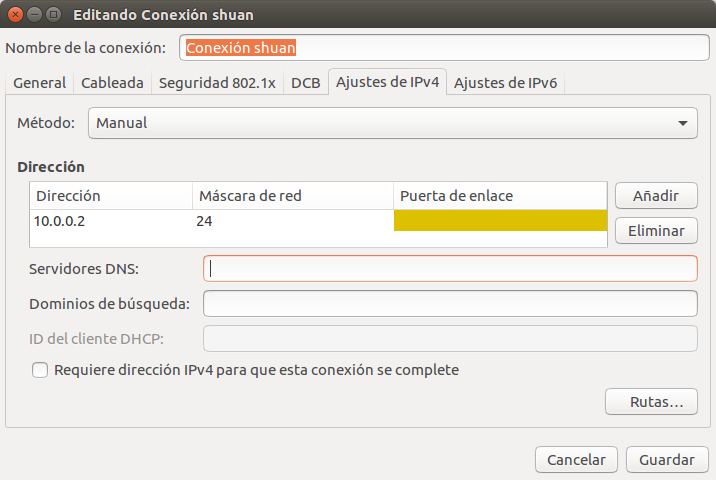 Editando Conexión shuan
Nombre de la conexión: Conexión shuan
General Cableada Seguridad 802.1x DCB Ajustes de IPv4 Ajustes de IPv6
Método: Manual
Dirección
Dirección Máscara de red Puerta de enlace Añadir
10.0.0.2 24
Eliminar
Servidores DNS:
Dominios de búsqueda:
ID del cliente DHCP:
Requiere dirección IPv4 para que esta conexión se complete
Rutas…
Cancelar Guardar